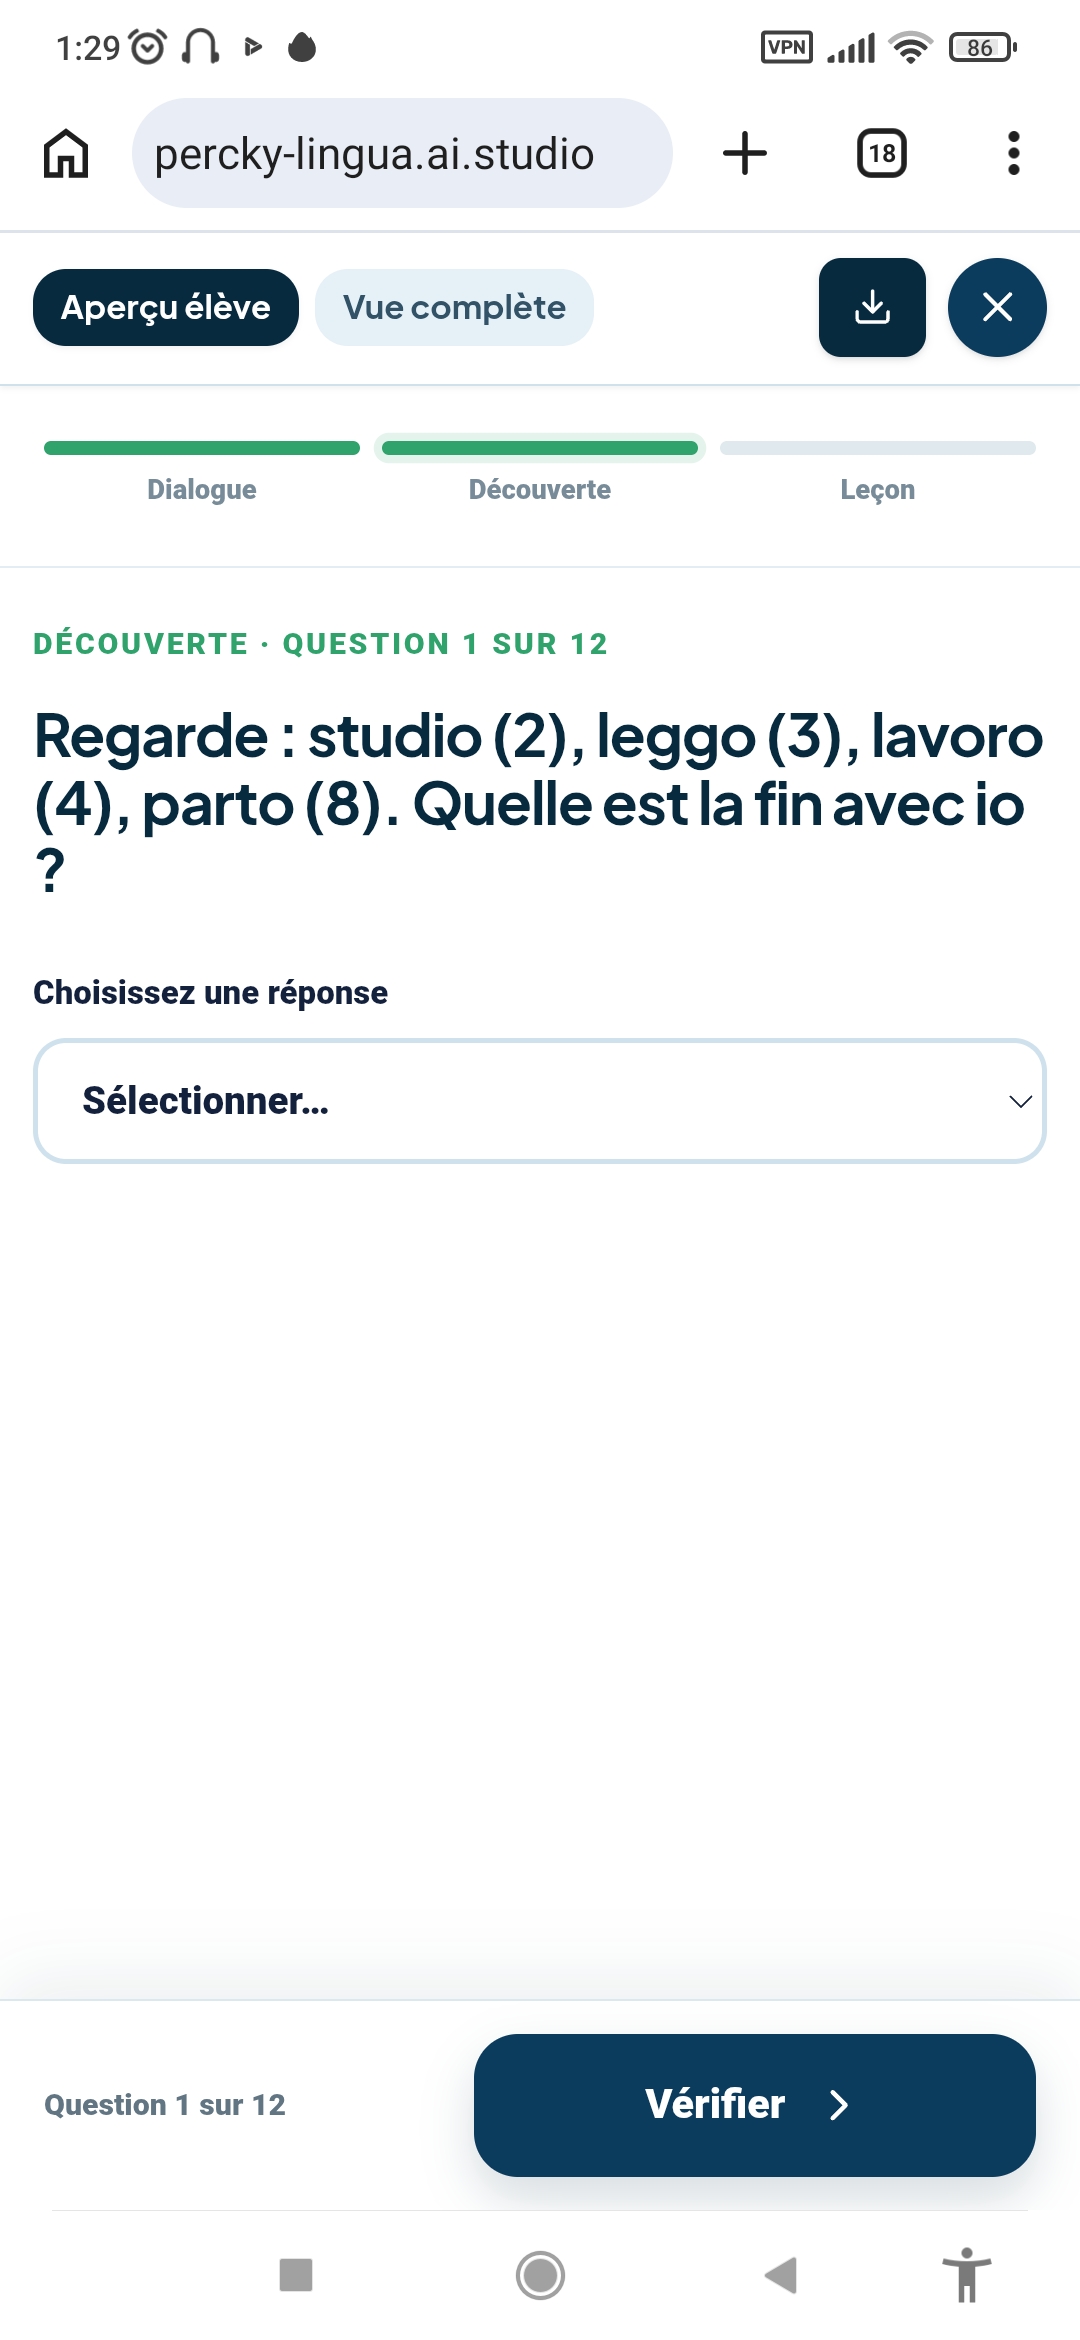 1:29
VPN
86
percky-lingua.ai.studio
18
Aperçu élève
Vue complète
Dialogue
Découverte
Leçon
DÉCOUVERTE · QUESTION 1 SUR 12
Regarde : studio (2), leggo (3), lavoro
(4), parto (8). Quelle est la fin avec io
?
Choisissez une réponse
Sélectionner...
Question 1 sur 12
Vérifier